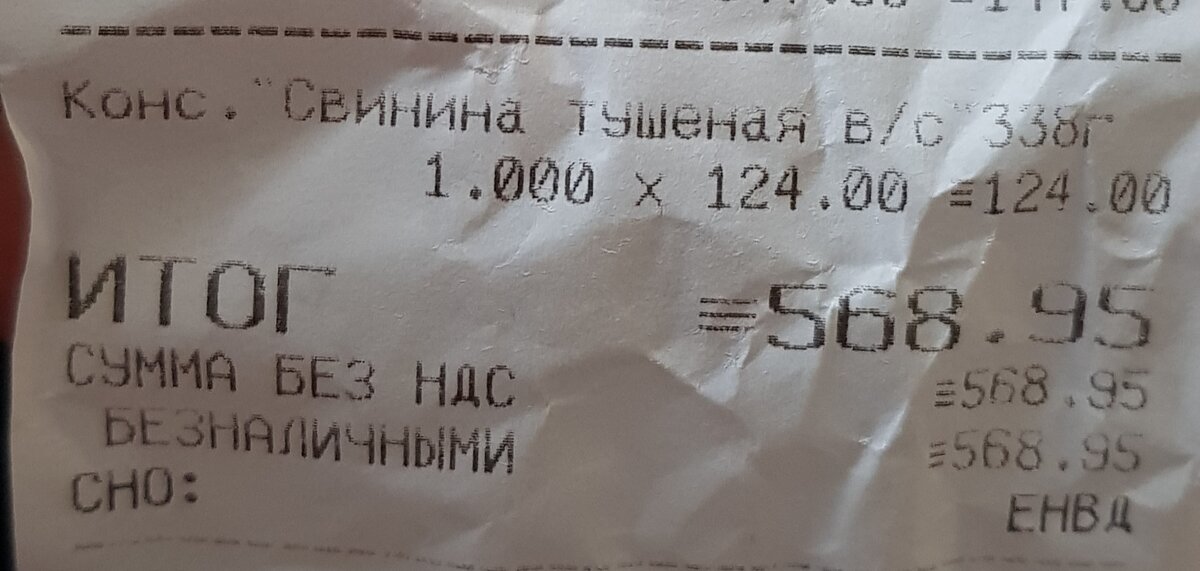 Конс. "Свинина тушеная в/с"338г
1.000 х 124.00 ≡124.00
ИТОГ ≡568.95
СУММА БЕЗ НДС ≡568.95
БЕЗНАЛИЧНЫМИ ≡568.95
СНО: ЕНВД